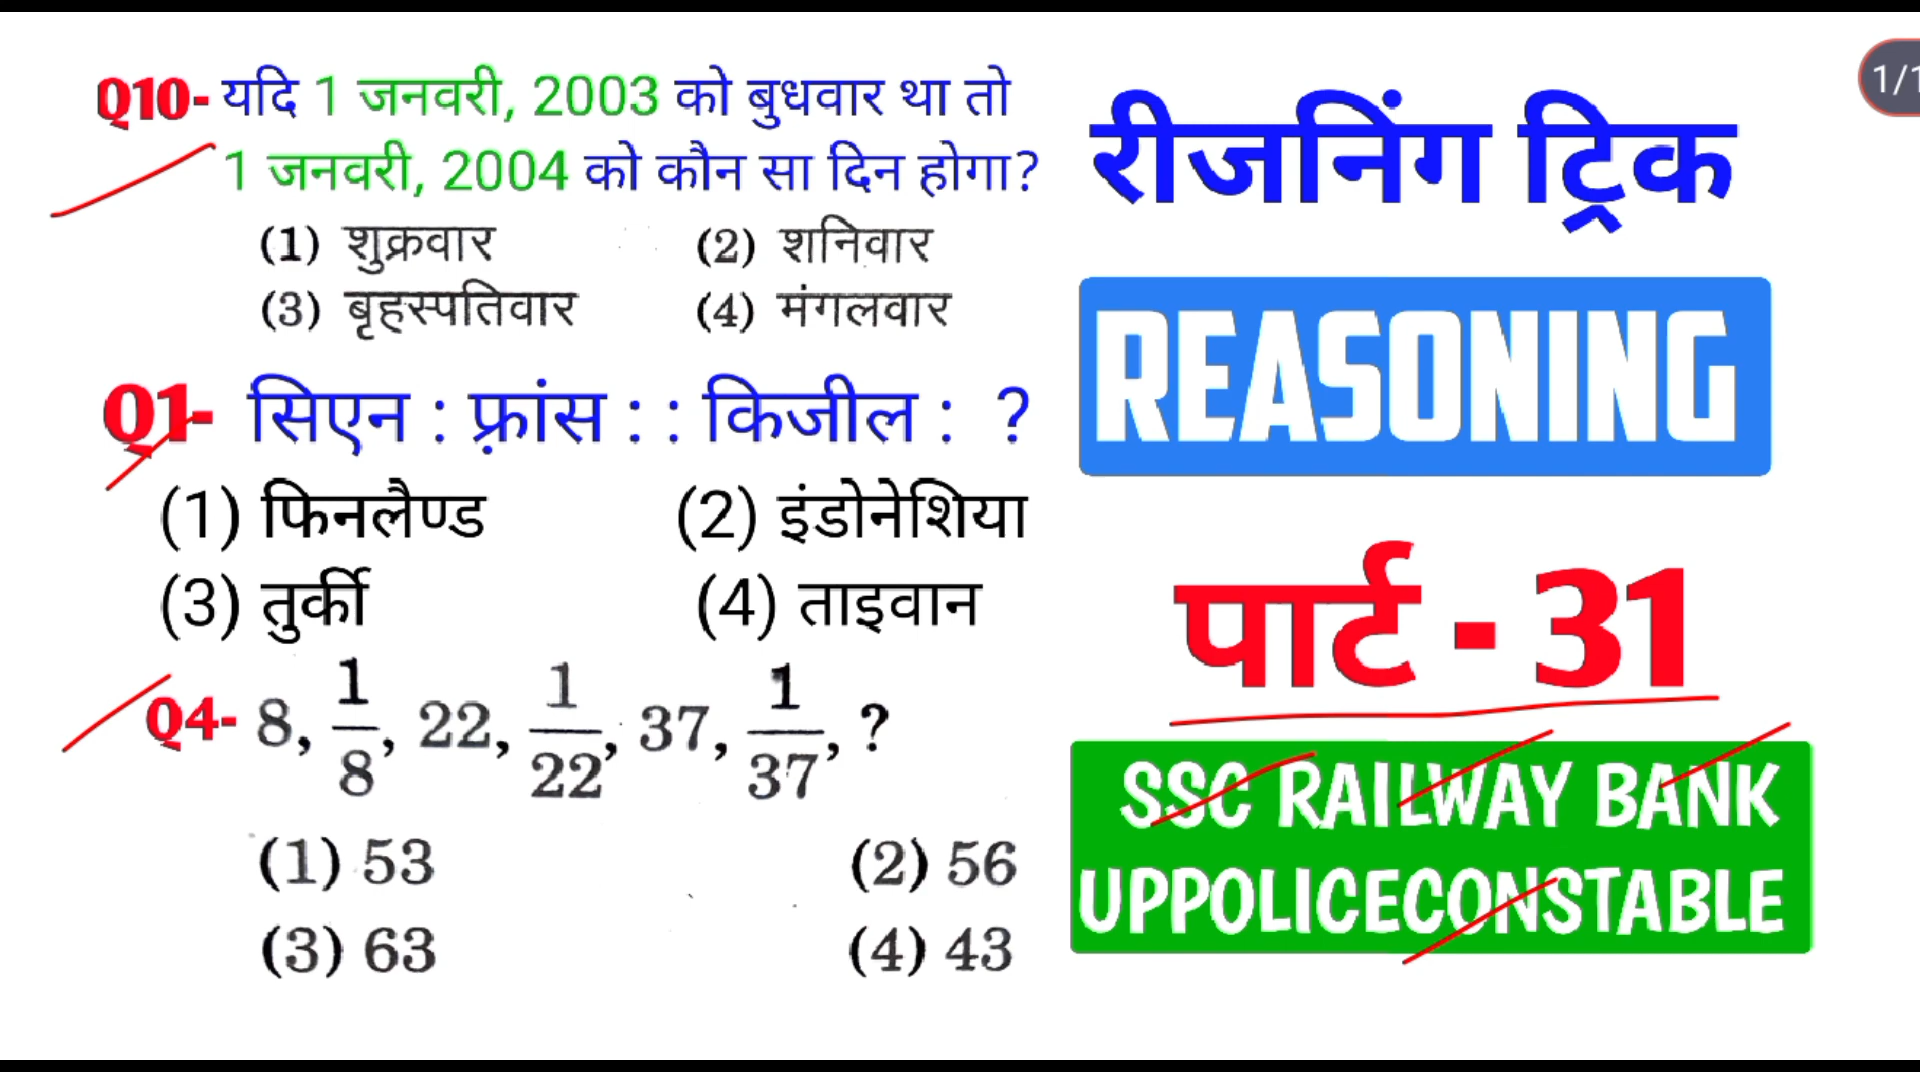 Q10- यदि 1 जनवरी, 2003 को बुधवार था तो
1 जनवरी, 2004 को कौन सा दिन होगा?
(1) शुक्रवार (2) शनिवार
(3) बृहस्पतिवार (4) मंगलवार
Q1- सिएन : फ़्रांस : : किजील : ?
(1) फिनलैण्ड (2) इंडोनेशिया
(3) तुर्की (4) ताइवान
Q4- 8, 1/8, 22, 1/22, 37, 1/37, ?
(1) 53 (2) 56
(3) 63 (4) 43
रीजनिंग ट्रिक
REASONING
पार्ट - 31
SSC RAILWAY BANK
UPPOLICECONSTABLE
1/1